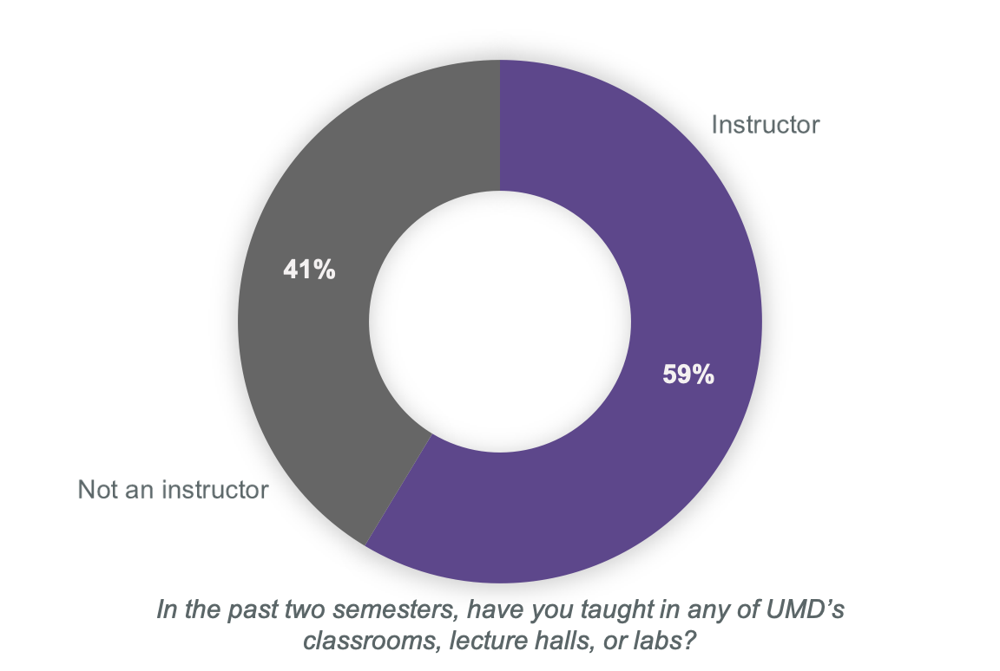 Instructor
41%
59%
Not an instructor
In the past two semesters, have you taught in any of UMD’s
classrooms, lecture halls, or labs?